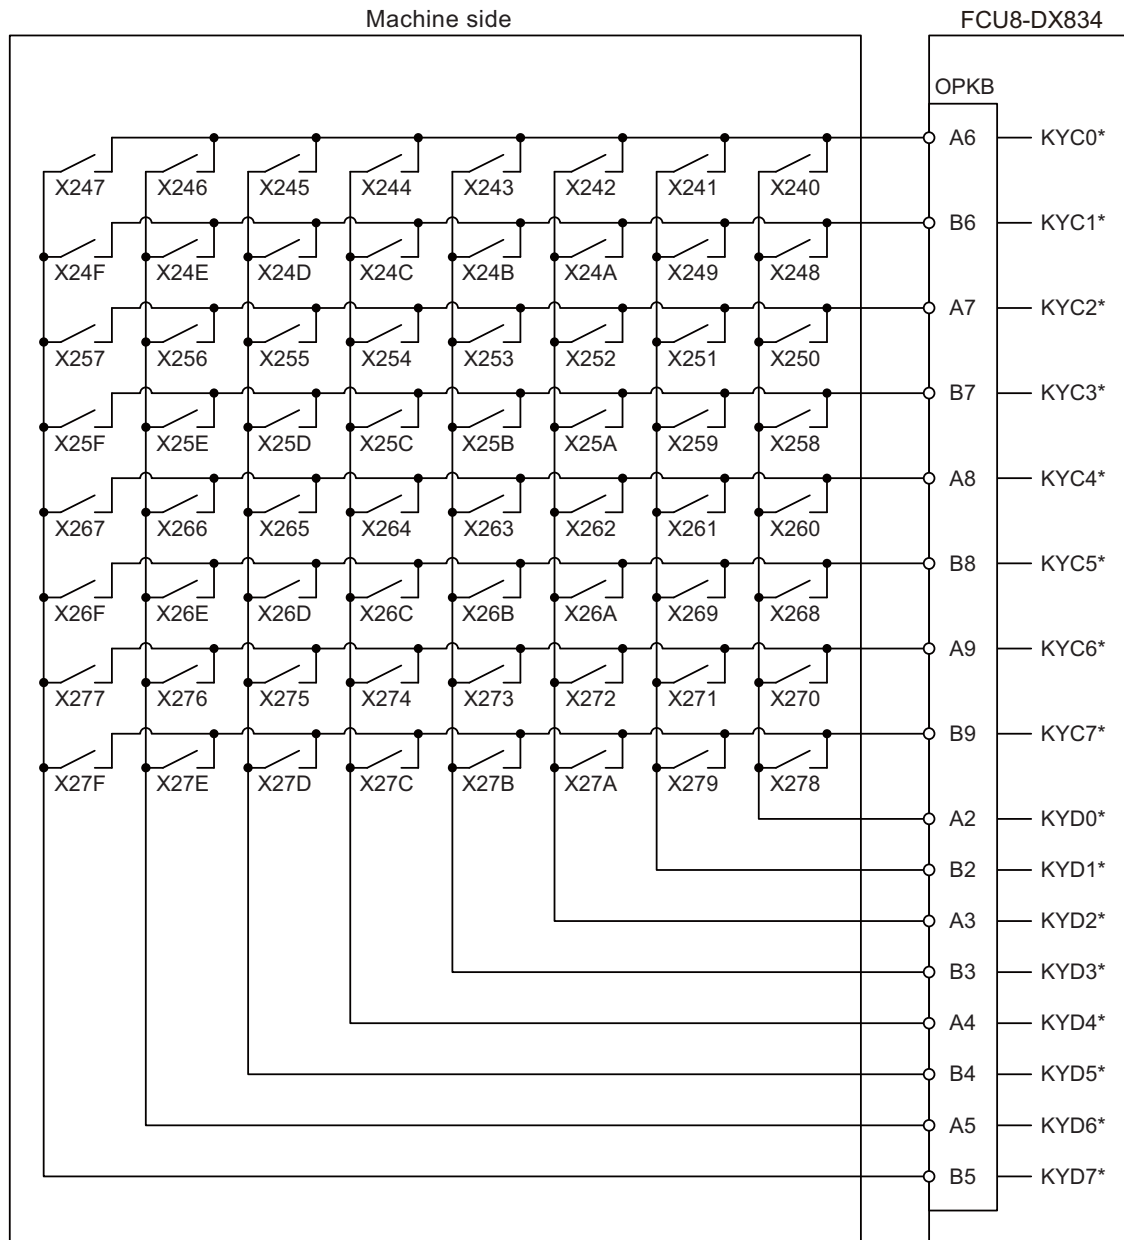 Machine side FCU8-DX834
OPKB
A6 KYC0*
X247 X246 X245 X244 X243 X242 X241 X240
B6 KYC1*
X24F X24E X24D X24C X24B X24A X249 X248
A7 KYC2*
X257 X256 X255 X254 X253 X252 X251 X250
B7 KYC3*
X25F X25E X25D X25C X25B X25A X259 X258
A8 KYC4*
X267 X266 X265 X264 X263 X262 X261 X260
B8 KYC5*
X26F X26E X26D X26C X26B X26A X269 X268
A9 KYC6*
X277 X276 X275 X274 X273 X272 X271 X270
B9 KYC7*
X27F X27E X27D X27C X27B X27A X279 X278
A2 KYD0*
B2 KYD1*
A3 KYD2*
B3 KYD3*
A4 KYD4*
B4 KYD5*
A5 KYD6*
B5 KYD7*